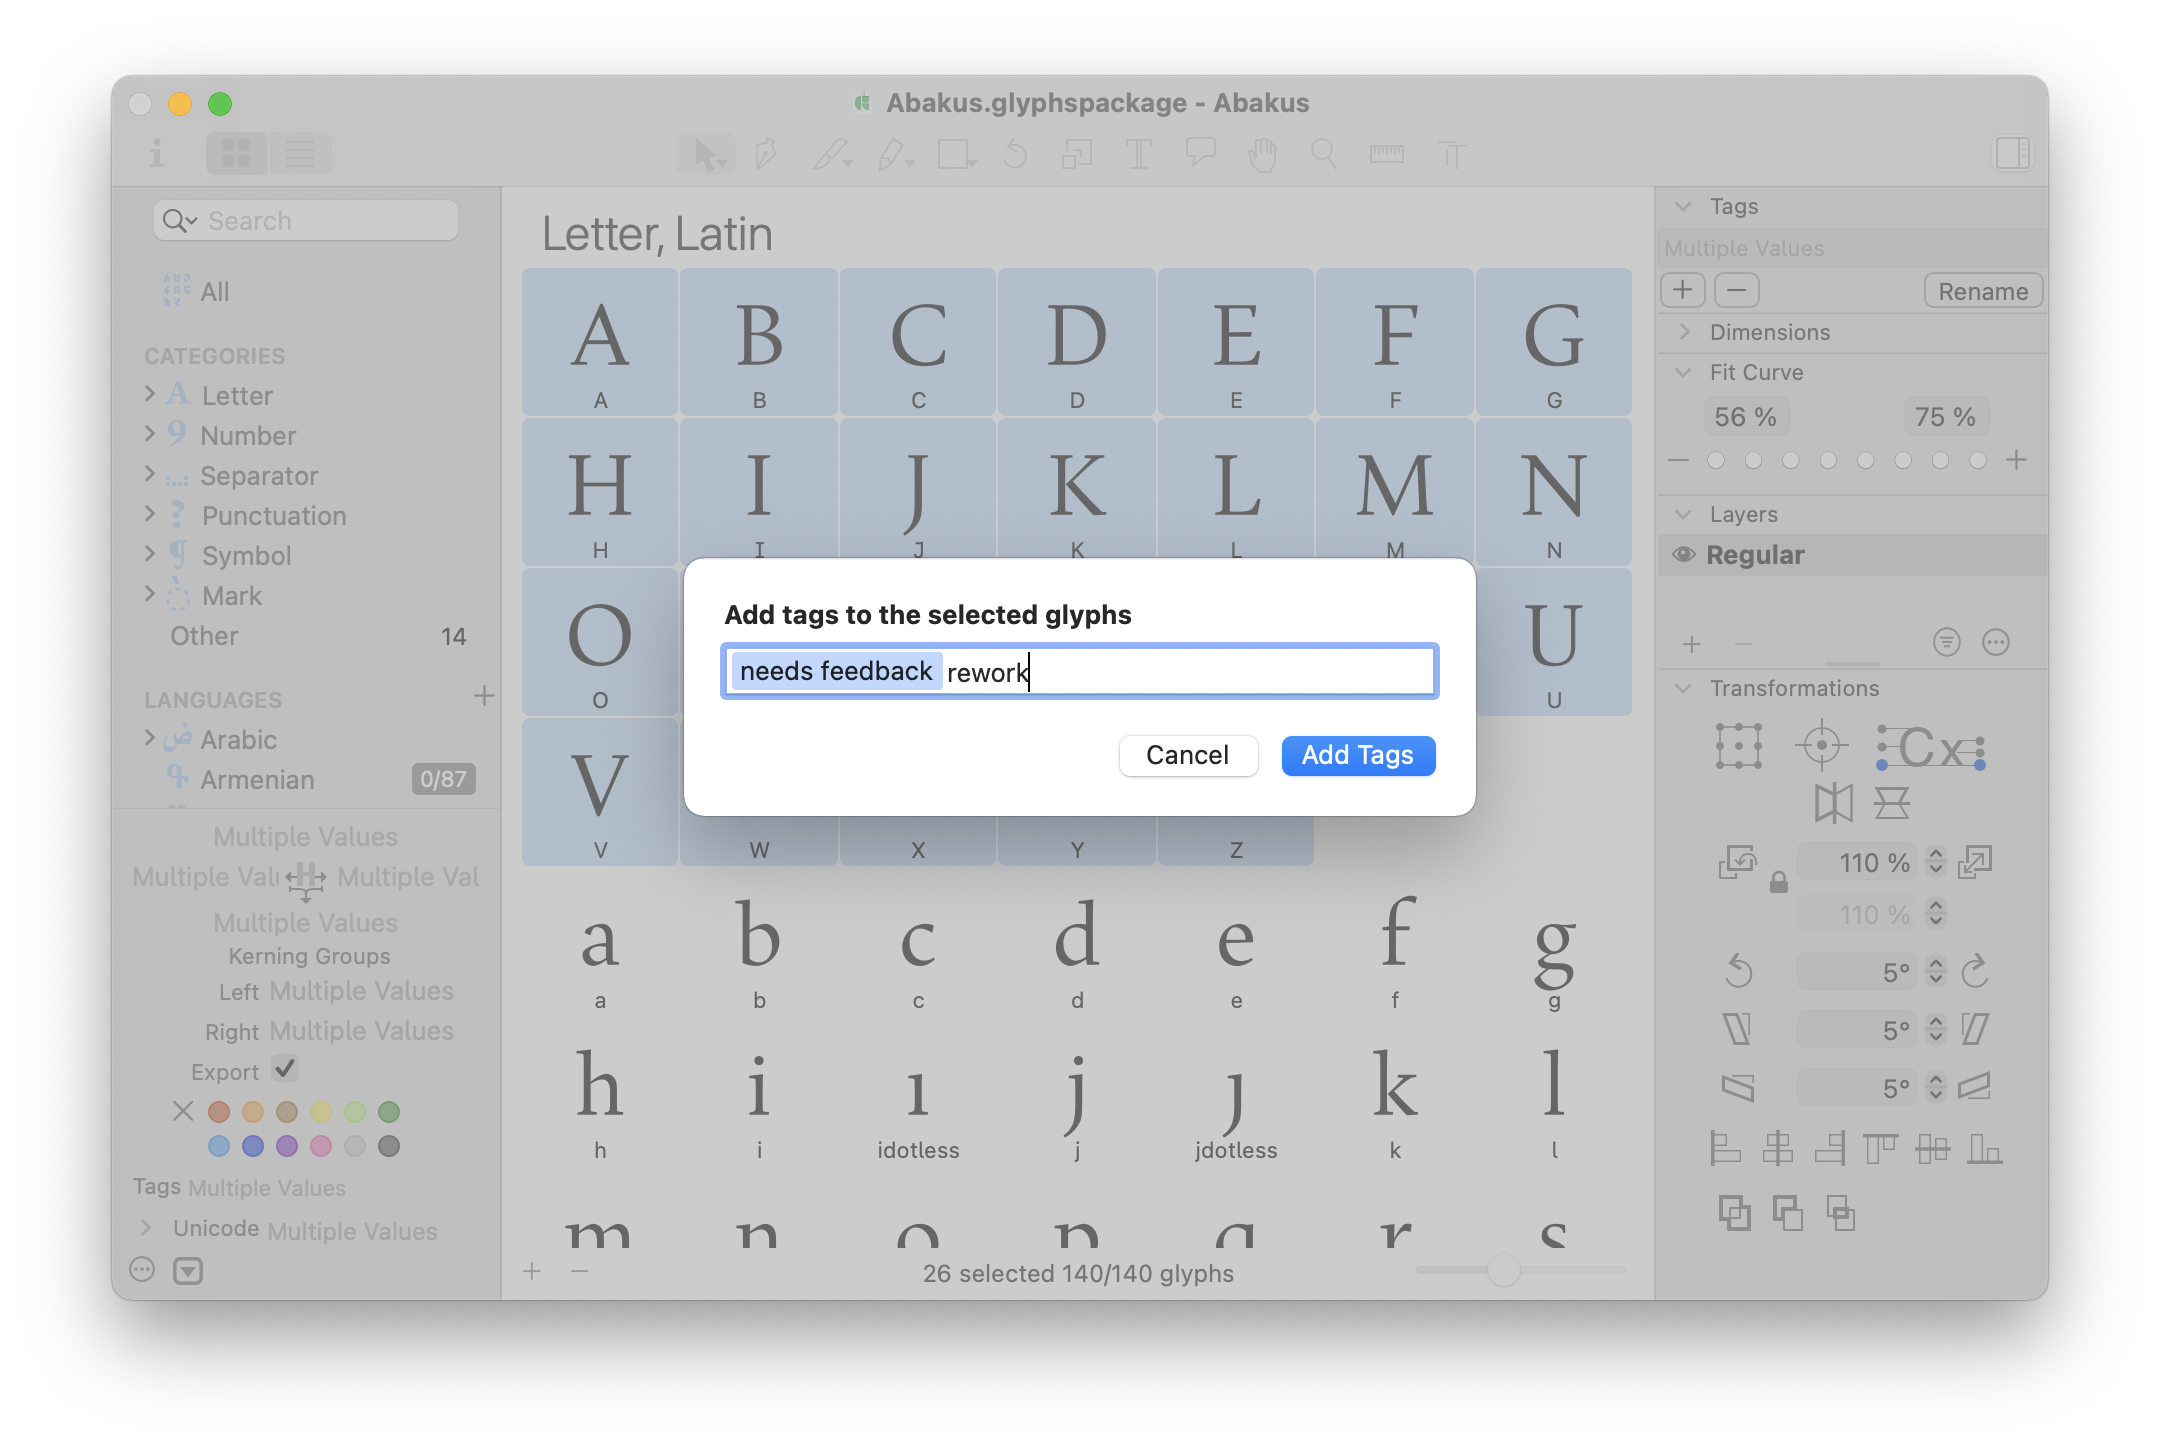 Abakus.glyphspackage - Abakus
Search
All
CATEGORIES
Letter
Number
Separator
Punctuation
Symbol
Mark
Other 14
LANGUAGES
Arabic
Armenian 0/87
Multiple Values
Multiple Valu H Multiple Val
Multiple Values
Kerning Groups
Left Multiple Values
Right Multiple Values
Export
Tags Multiple Values
Unicode Multiple Values
Letter, Latin
A B C D E F G
A B C D E F G
H I J K L M N
H I J K L M N
O U
O U
V
V W X Y Z
a b c d e f g
a b c d e f g
h i ı j ȷ k l
h i idotless j jdotless k l
m n o p q r s
26 selected 140/140 glyphs
Add tags to the selected glyphs
needs feedback rework
Cancel Add Tags
Tags
Multiple Values
Rename
Dimensions
Fit Curve
56 % 75 %
Layers
Regular
Transformations
Cx
110 %
110 %
5°
5°
5°